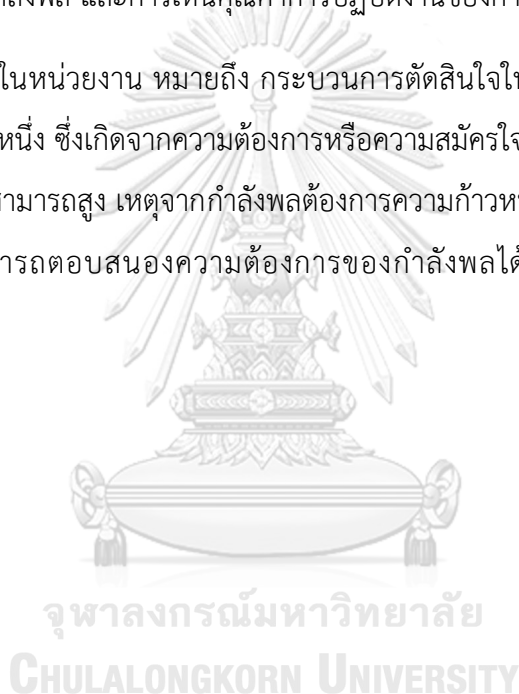 และการเห็นคุณค่าการปฏิบัติงานของกำ
ในหน่วยงาน หมายถึง กระบวนการตัดสินใจใน
หนึ่ง ซึ่งเกิดจากความต้องการหรือความสมัครใจ
สามารถสูง เหตุจากกำลังพลต้องการความก้าวห
ารถตอบสนองความต้องการของกำลังพลได้
จุฬาลงกรณ์มหาวิทยาลัย
CHULALONGKORN UNIVERSITY